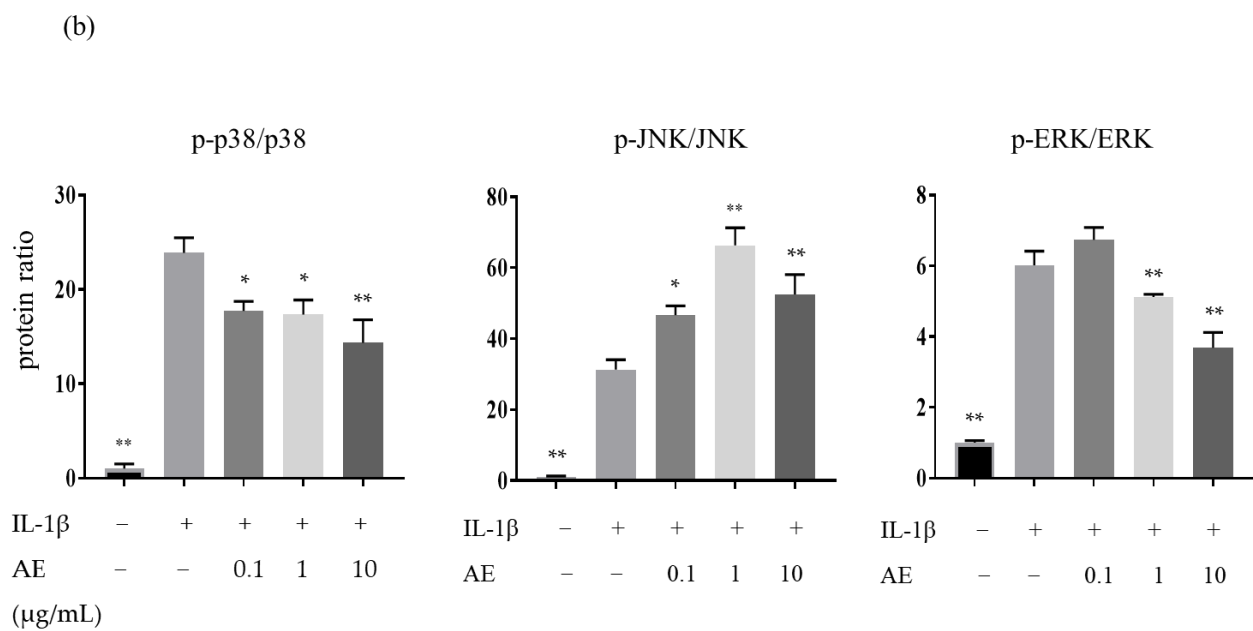 (b)
p-p38/p38
protein ratio
30
20
10
0
**
*
*
**
IL-1β – + + + +
AE – – 0.1 1 10
(μg/mL)
p-JNK/JNK
80
60
40
20
0
**
*
**
**
IL-1β – + + + +
AE – – 0.1 1 10
p-ERK/ERK
8
6
4
2
0
**
**
**
IL-1β – + + + +
AE – – 0.1 1 10